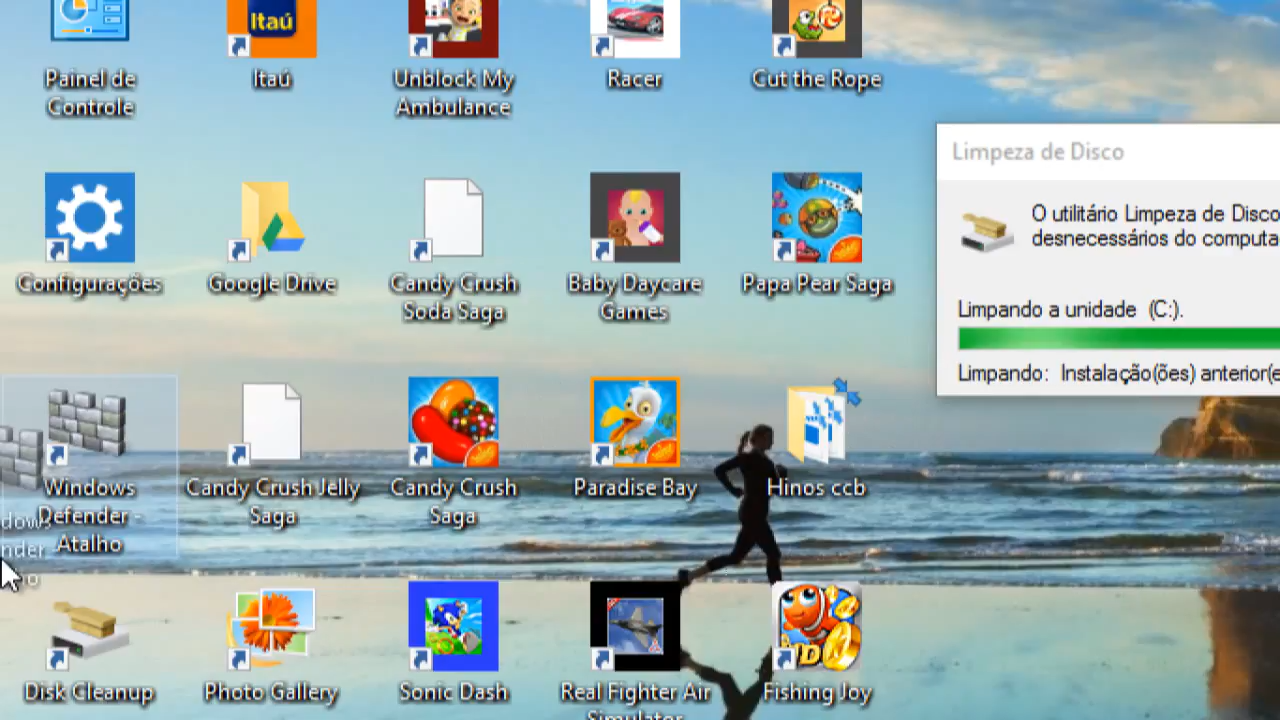 Itaú
Painel de
Controle
Itaú
Unblock My
Ambulance
Racer
Cut the Rope
Limpeza de Disco
O utilitário Limpeza de Disco
desnecessários do computa
Limpando a unidade (C:).
Limpando: Instalação(ões) anterior(e
Configurações
Google Drive
Candy Crush
Soda Saga
Baby Daycare
Games
Papa Pear Saga
Windows
Defender -
Atalho
Candy Crush Jelly
Saga
Candy Crush
Saga
Paradise Bay
Hinos ccb
Disk Cleanup
Photo Gallery
Sonic Dash
Real Fighter Air
Simulator
Fishing Joy